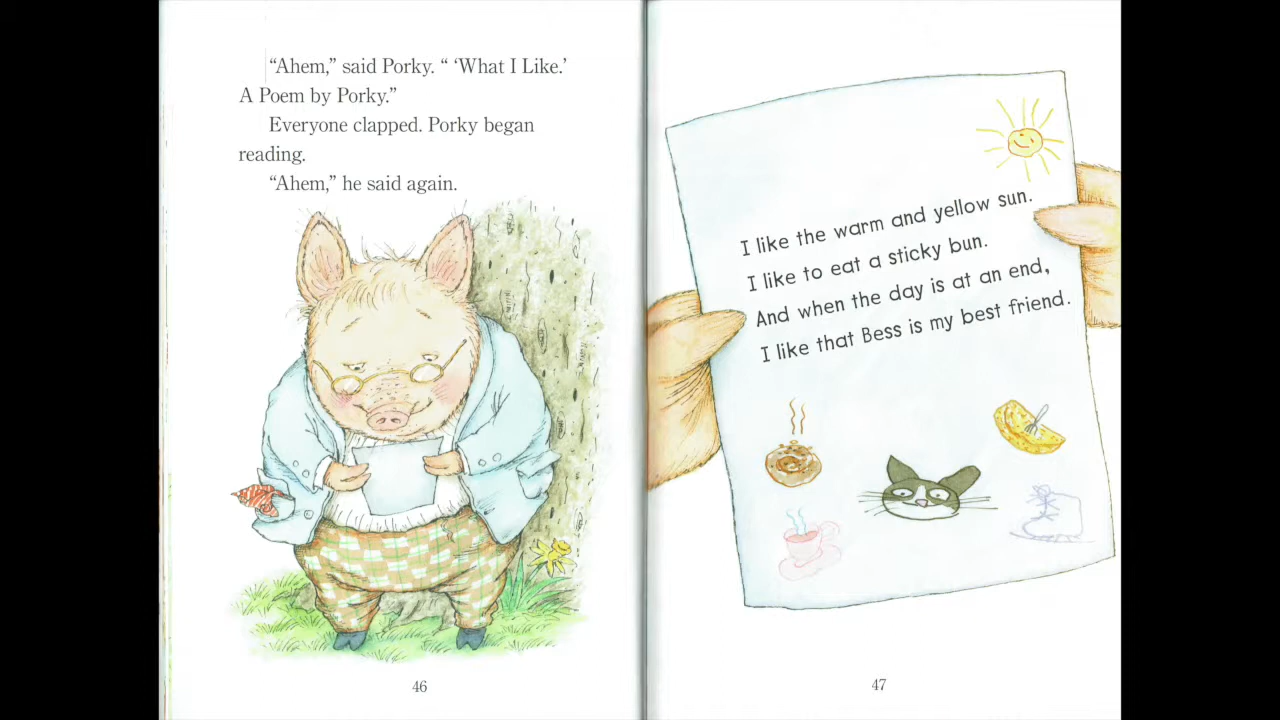 “Ahem,” said Porky. “ ‘What I Like.’
A Poem by Porky.”
Everyone clapped. Porky began
reading.
“Ahem,” he said again.
46
I like the warm and yellow sun.
I like to eat a sticky bun.
And when the day is at an end,
I like that Bess is my best friend.
47